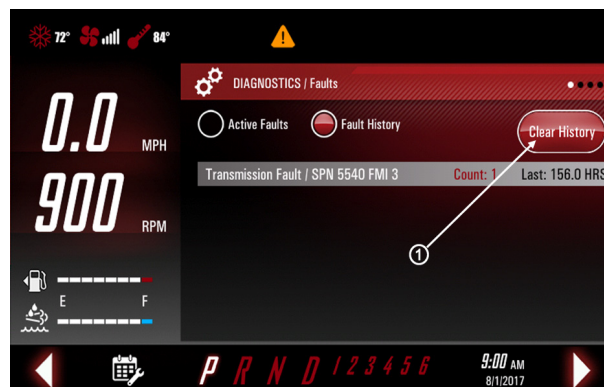 72° 84°
DIAGNOSTICS / Faults
0.0 MPH
Active Faults Fault History Clear History
Transmission Fault / SPN 5540 FMI 3 Count: 1 Last: 156.0 HRS
900 RPM
1
E F
P R N D 1 2 3 4 5 6 9:00 AM
8/1/2017